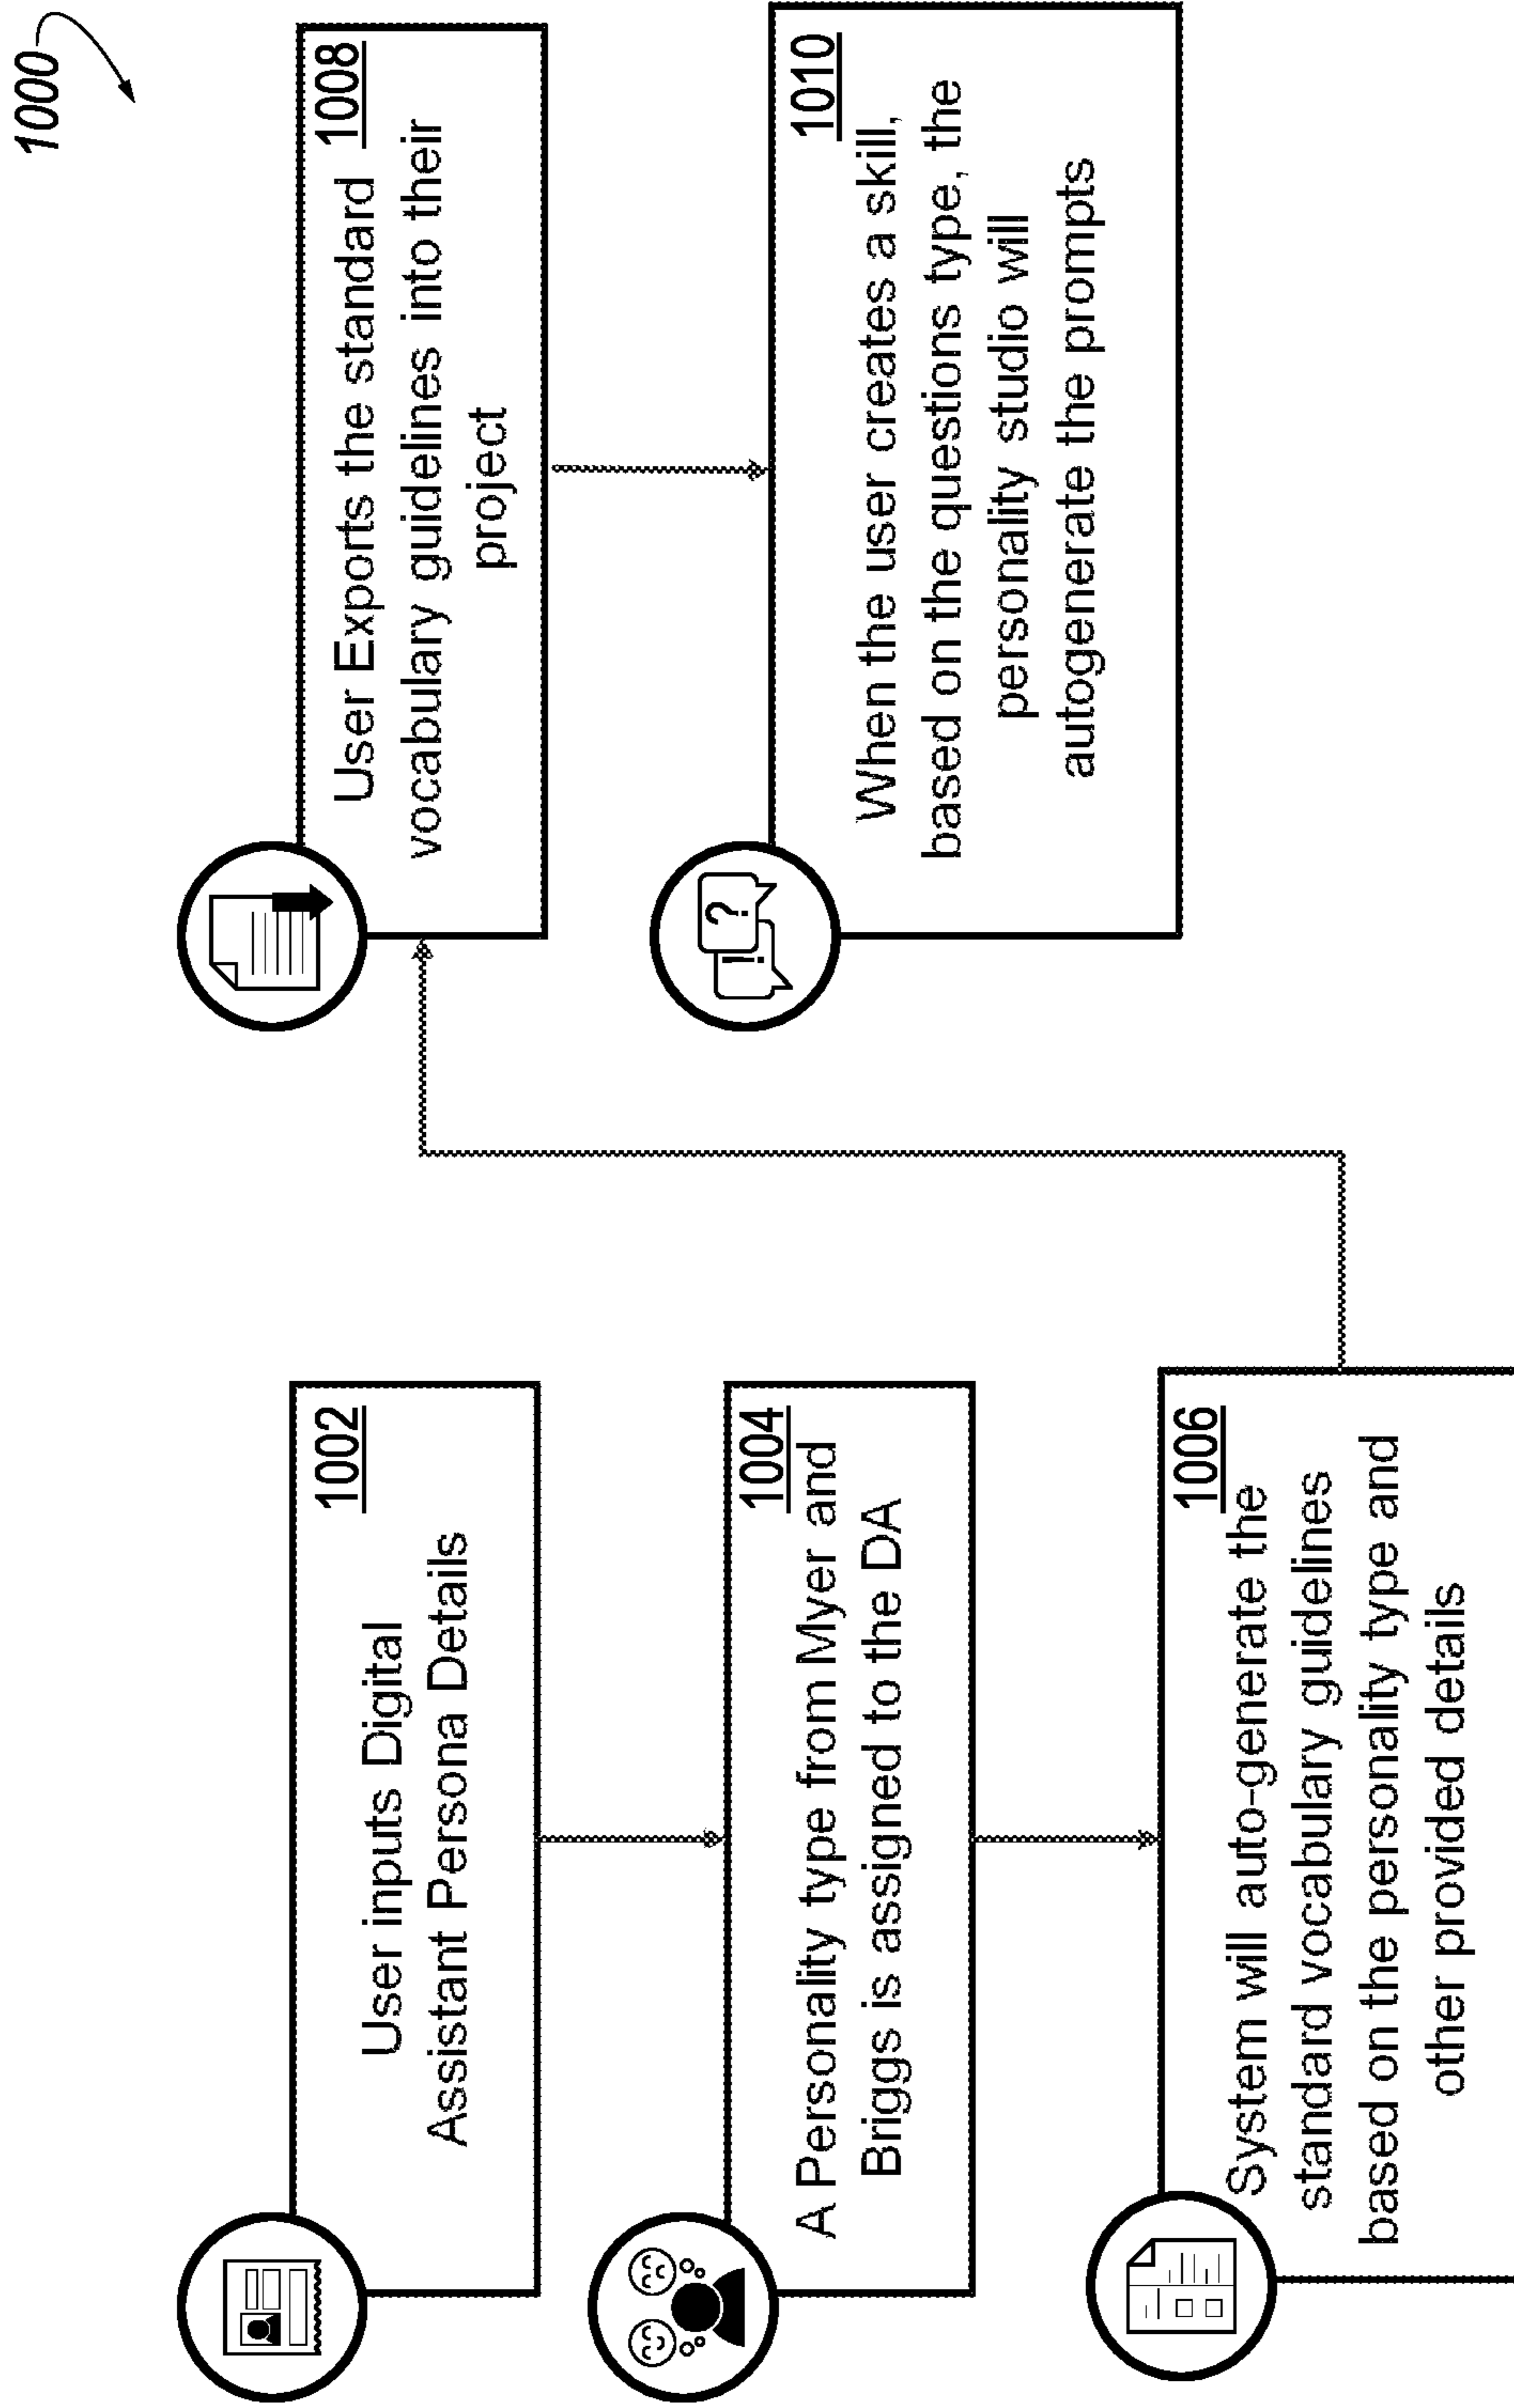 1000
1002
User inputs Digital
Assistant Persona Details
1004
A Personality type from Myer and
Briggs is assigned to the DA
1006
System will auto-generate the
standard vocabulary guidelines
based on the personality type and
other provided details
User Exports the standard 1008
vocabulary guidelines into their
project
1010
When the user creates a skill,
based on the questions type, the
personality studio will
autogenerate the prompts
! ?